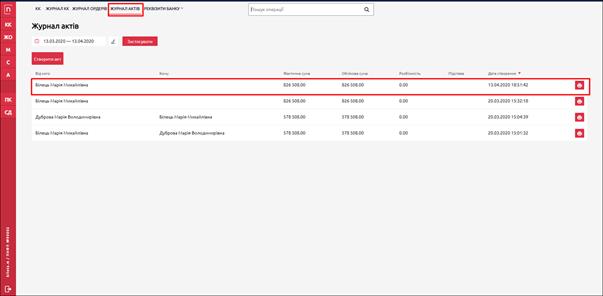 КК ЖУРНАЛ КК ЖУРНАЛ ОРДЕРІВ ЖУРНАЛ АКТІВ РЕКВІЗИТИ БАНКУ
Пошук операції
КК
ЖО
М
С
А
ПК
СД
Журнал актів
13.03.2020 — 13.04.2020 Застосувати
Створити акт
Від кого Кому Фактична сума Облікова сума Розбіжність Підстава Дата створення
Білець Марія Михайлівна 826 508.00 826 508.00 0.00 13.04.2020 18:51:42
Білець Марія Михайлівна 826 508.00 826 508.00 0.00 20.03.2020 15:32:18
Дуброва Марія Володимирівна Білець Марія Михайлівна 578 508.00 578 508.00 0.00 20.03.2020 15:04:39
Білець Марія Михайлівна Дуброва Марія Володимирівна 578 508.00 578 508.00 0.00 20.03.2020 15:01:32